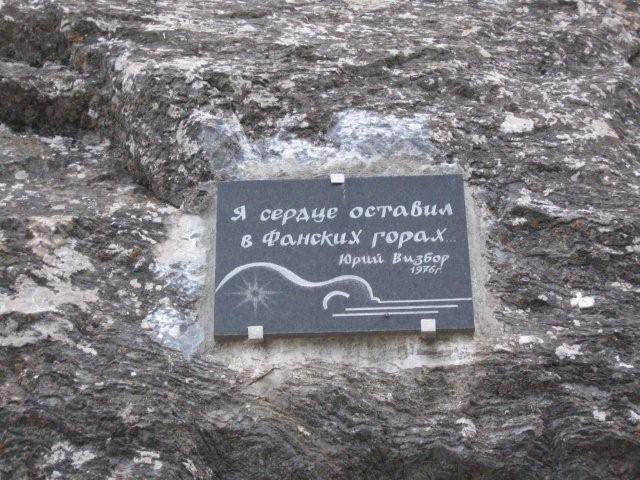 Я сердце оставил
в Фанских горах...
Юрий Визбор
1976г.